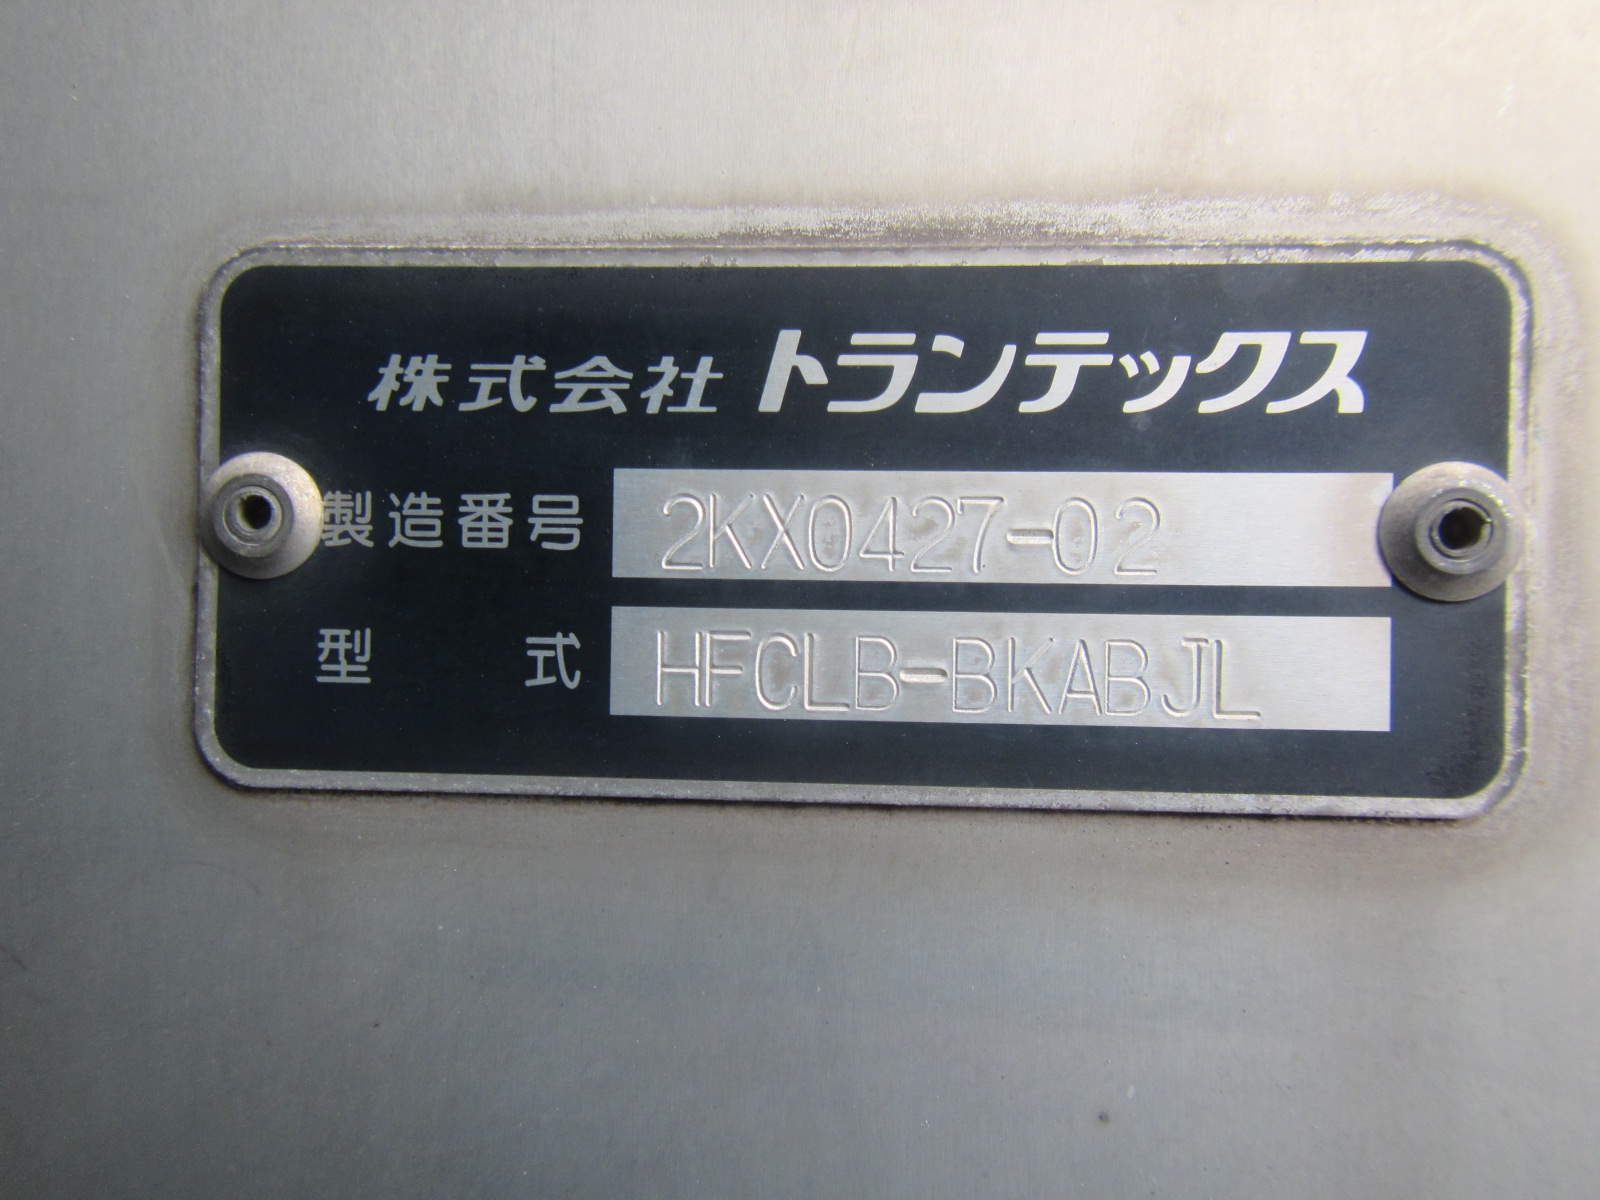 株式会社 トランテックス
製造番号 2KX0427-02
型式 HFCLB-BKABJL